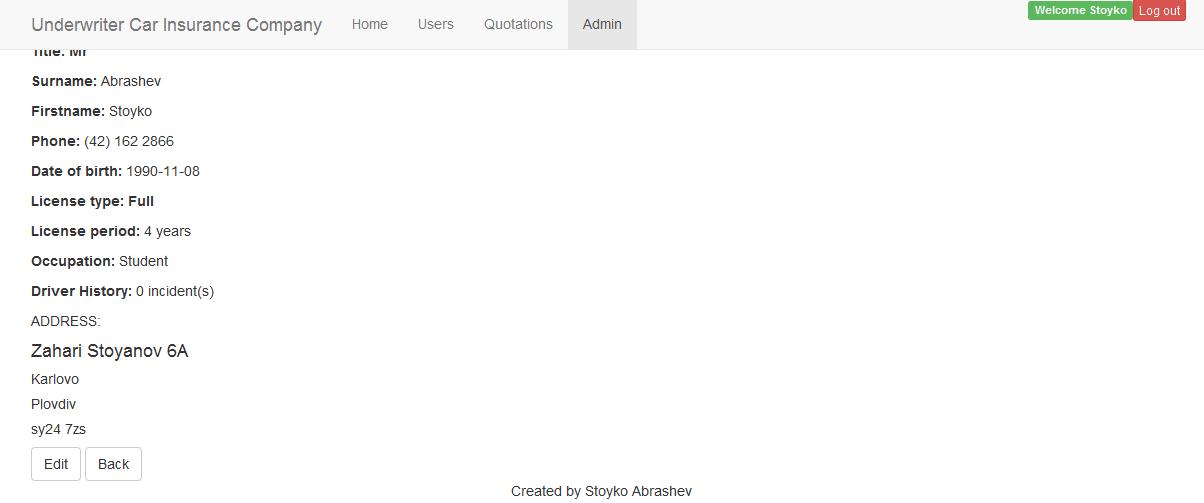 Underwriter Car Insurance Company Home Users Quotations Admin Welcome Stoyko Log out
Title: Mr
Surname: Abrashev
Firstname: Stoyko
Phone: (42) 162 2866
Date of birth: 1990-11-08
License type: Full
License period: 4 years
Occupation: Student
Driver History: 0 incident(s)
ADDRESS:
Zahari Stoyanov 6A
Karlovo
Plovdiv
sy24 7zs
Edit Back
Created by Stoyko Abrashev